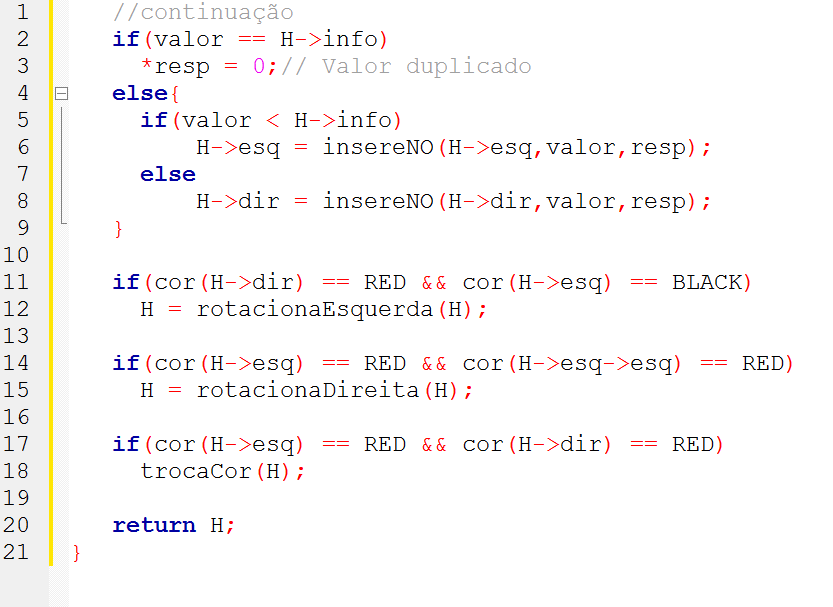 1 //continuação
2 if(valor == H->info)
3 *resp = 0;// Valor duplicado
4 else{
5 if(valor < H->info)
6 H->esq = insereNO(H->esq,valor,resp);
7 else
8 H->dir = insereNO(H->dir,valor,resp);
9 }
10
11 if(cor(H->dir) == RED && cor(H->esq) == BLACK)
12 H = rotacionaEsquerda(H);
13
14 if(cor(H->esq) == RED && cor(H->esq->esq) == RED)
15 H = rotacionaDireita(H);
16
17 if(cor(H->esq) == RED && cor(H->dir) == RED)
18 trocaCor(H);
19
20 return H;
21 }